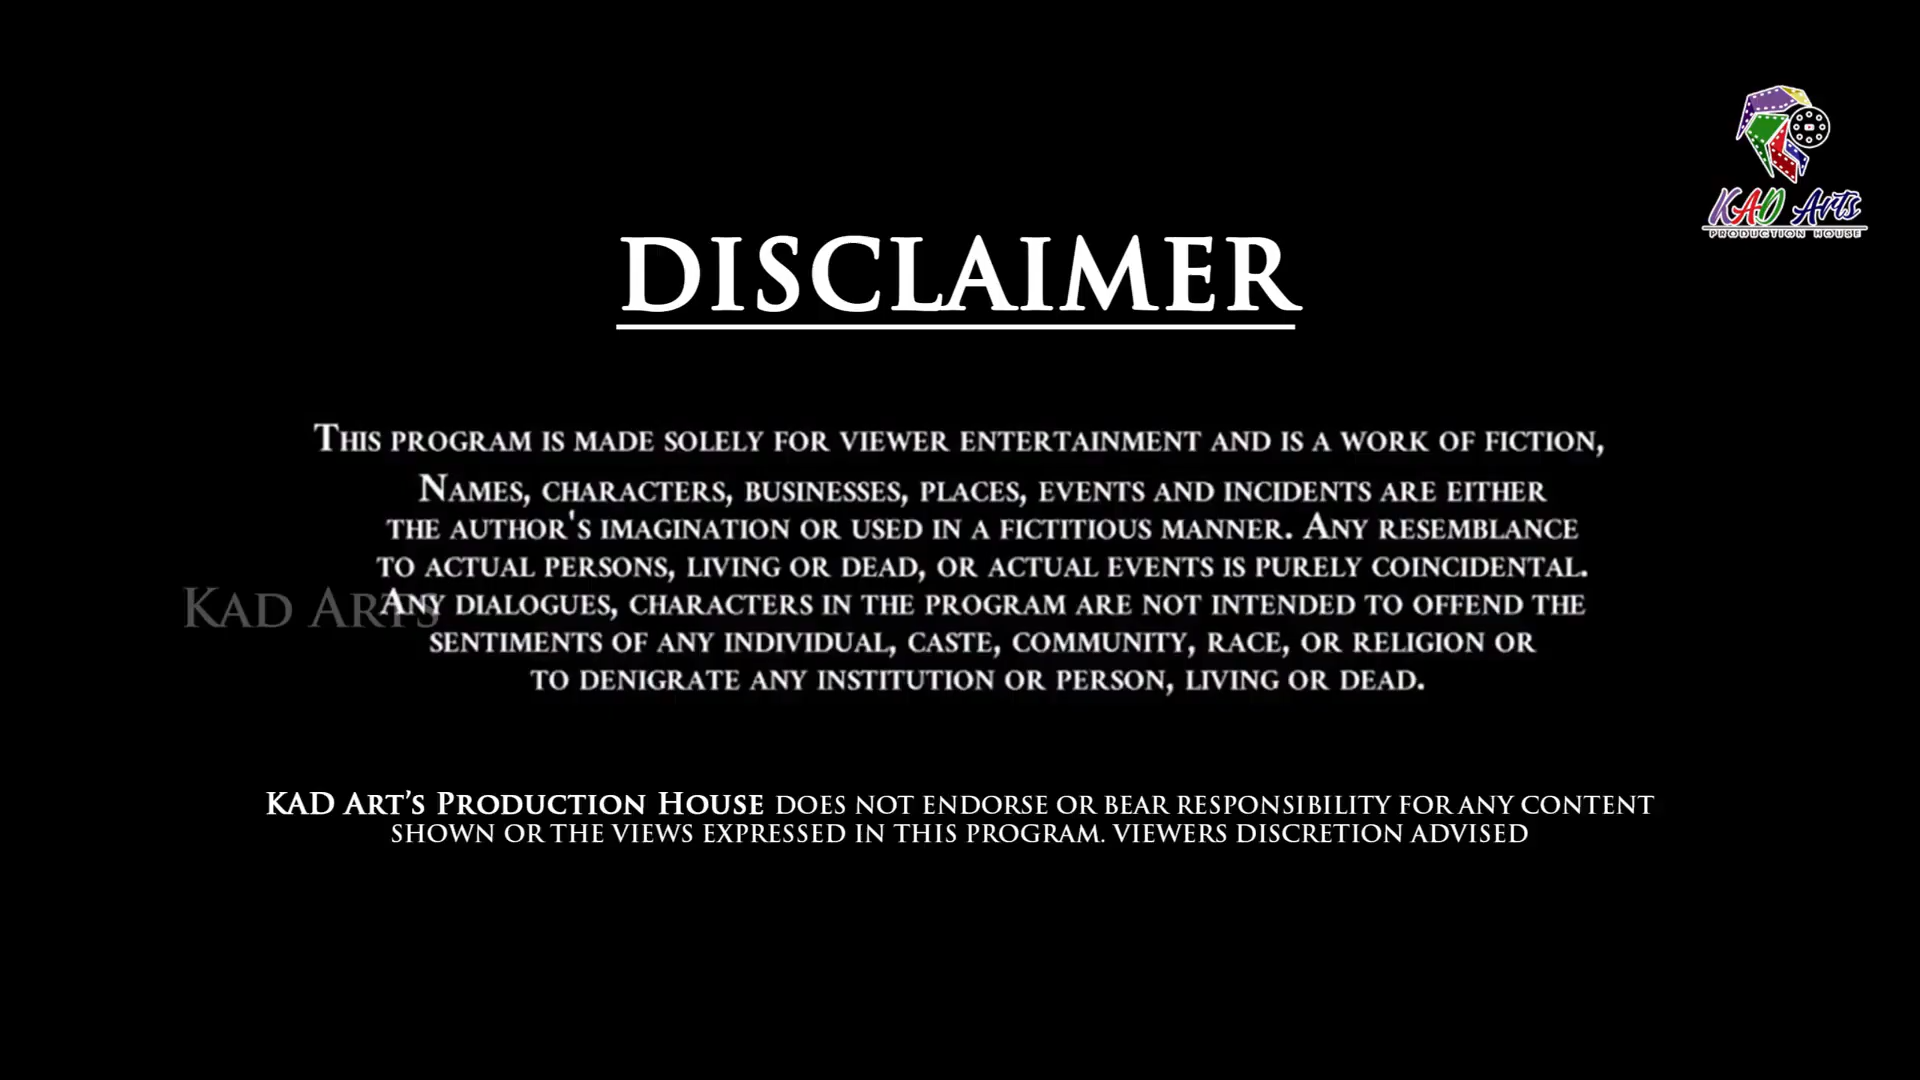 KAD Arts
PRODUCTION HOUSE
DISCLAIMER
This program is made solely for viewer entertainment and is a work of fiction,
Names, characters, businesses, places, events and incidents are either
the author's imagination or used in a fictitious manner. Any resemblance
to actual persons, living or dead, or actual events is purely coincidental.
Kad Arts
Any dialogues, characters in the program are not intended to offend the
sentiments of any individual, caste, community, race, or religion or
to denigrate any institution or person, living or dead.
KAD Art’s Production House does not endorse or bear responsibility for any content
shown or the views expressed in this program. viewers discretion advised